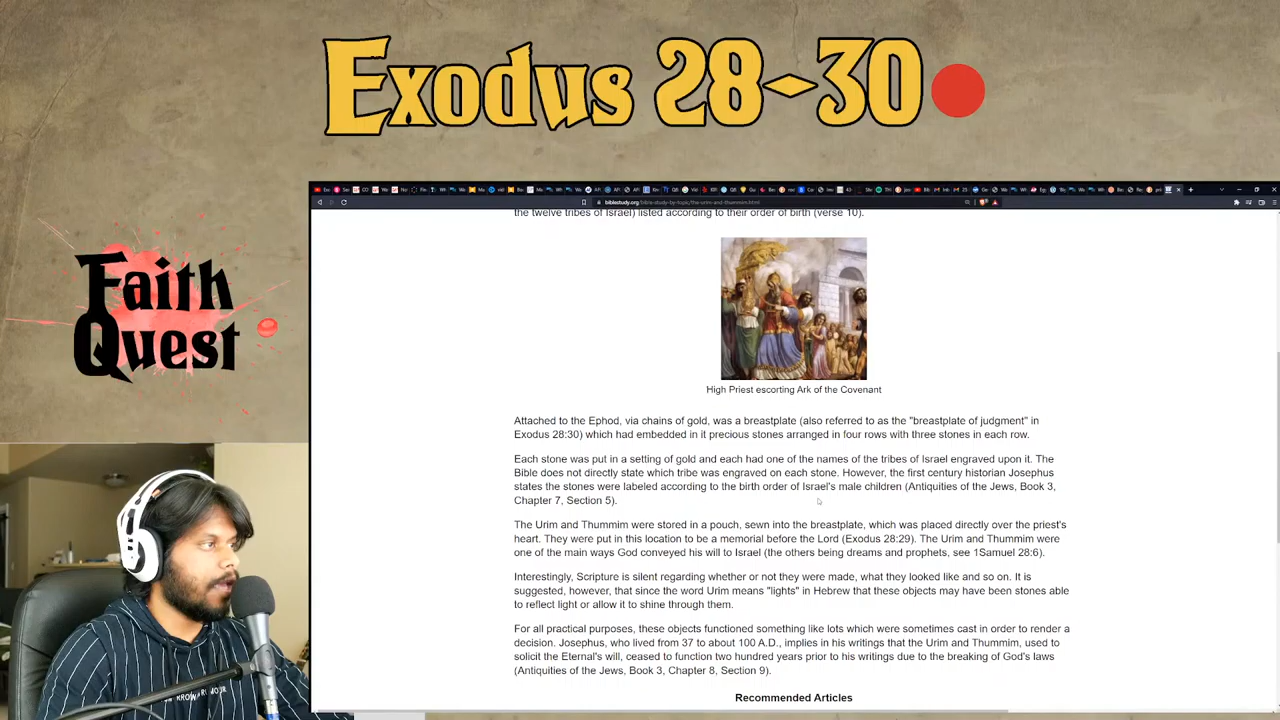 Exodus 28-30
biblestudy.org/bible-study-by-topic/the-urim-and-thummim.html
the twelve tribes of Israel) listed according to their order of birth (verse 10).
Faith
Quest
High Priest escorting Ark of the Covenant
Attached to the Ephod, via chains of gold, was a breastplate (also referred to as the "breastplate of judgment" in
Exodus 28:30) which had embedded in it precious stones arranged in four rows with three stones in each row.
Each stone was put in a setting of gold and each had one of the names of the tribes of Israel engraved upon it. The
Bible does not directly state which tribe was engraved on each stone. However, the first century historian Josephus
states the stones were labeled according to the birth order of Israel's male children (Antiquities of the Jews, Book 3,
Chapter 7, Section 5).
The Urim and Thummim were stored in a pouch, sewn into the breastplate, which was placed directly over the priest's
heart. They were put in this location to be a memorial before the Lord (Exodus 28:29). The Urim and Thummim were
one of the main ways God conveyed his will to Israel (the others being dreams and prophets, see 1Samuel 28:6).
Interestingly, Scripture is silent regarding whether or not they were made, what they looked like and so on. It is
suggested, however, that since the word Urim means "lights" in Hebrew that these objects may have been stones able
to reflect light or allow it to shine through them.
For all practical purposes, these objects functioned something like lots which were sometimes cast in order to render a
decision. Josephus, who lived from 37 to about 100 A.D., implies in his writings that the Urim and Thummim, used to
solicit the Eternal's will, ceased to function two hundred years prior to his writings due to the breaking of God's laws
(Antiquities of the Jews, Book 3, Chapter 8, Section 9).
Recommended Articles